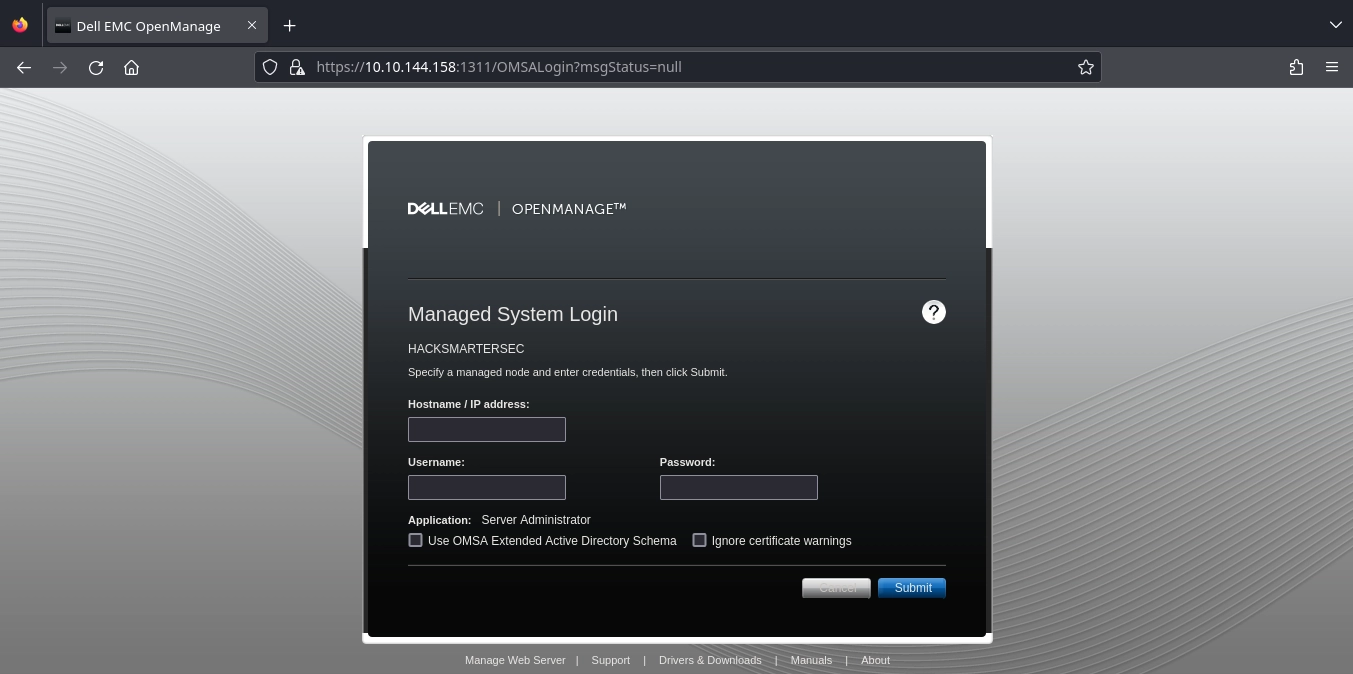 Dell EMC OpenManage
https://10.10.144.158:1311/OMSALogin?msgStatus=null
DELLEMC | OPENMANAGE™
Managed System Login
?
HACKSMARTERSEC
Specify a managed node and enter credentials, then click Submit.
Hostname / IP address:
Username: Password:
Application: Server Administrator
Use OMSA Extended Active Directory Schema Ignore certificate warnings
Cancel Submit
Manage Web Server | Support | Drivers & Downloads | Manuals | About